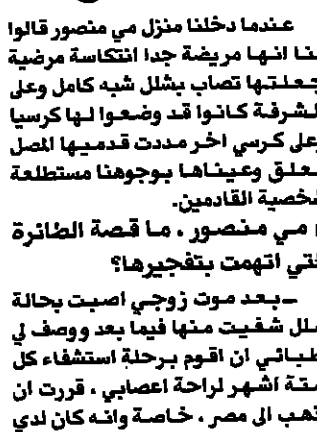 عندما دخلنا منزل مي منصور قالوا
لنا انها مريضة جدا انتكاسة مرضية
جعلتها تصاب بشلل شبه كامل وعلى
الشرفة كانوا قد وضعوا لها كرسيا
وعلى كرسي اخر مددت قدميها المصل
معلق وعيناها بوجوهنا مستطلعة
شخصية القادمين.
مي منصور ، ما قصة الطائرة
التي اتهمت بتفجيرها؟
ـ بعد موت زوجي اصبت بحالة
شلل شفيت منها فيما بعد ووصف لي
اطبائي ان اقوم برحلة استشفاء كل
ستة اشهر لراحة اعصابي ، قررت ان
اذهب الى مصر ، خاصة وانه كان لدي